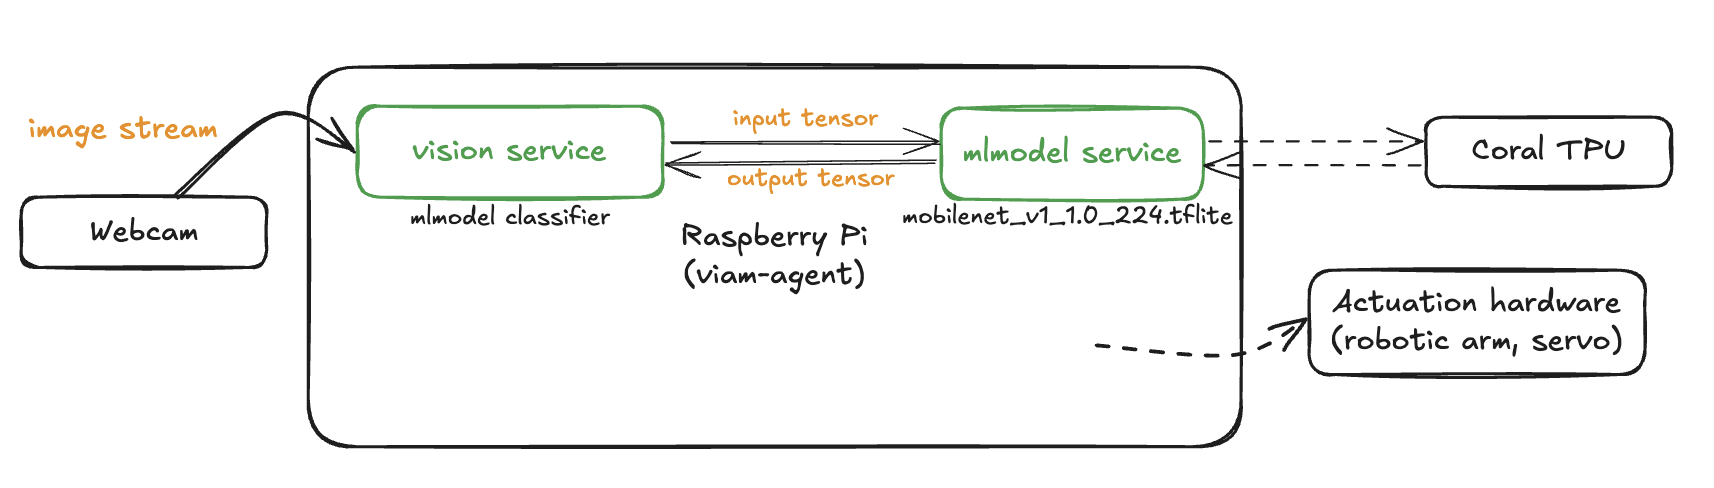 image stream
Webcam
vision service
mlmodel classifier
input tensor
output tensor
mlmodel service
mobilenet_v1_1.0_224.tflite
Raspberry Pi
(viam-agent)
Coral TPU
Actuation hardware
(robotic arm, servo)